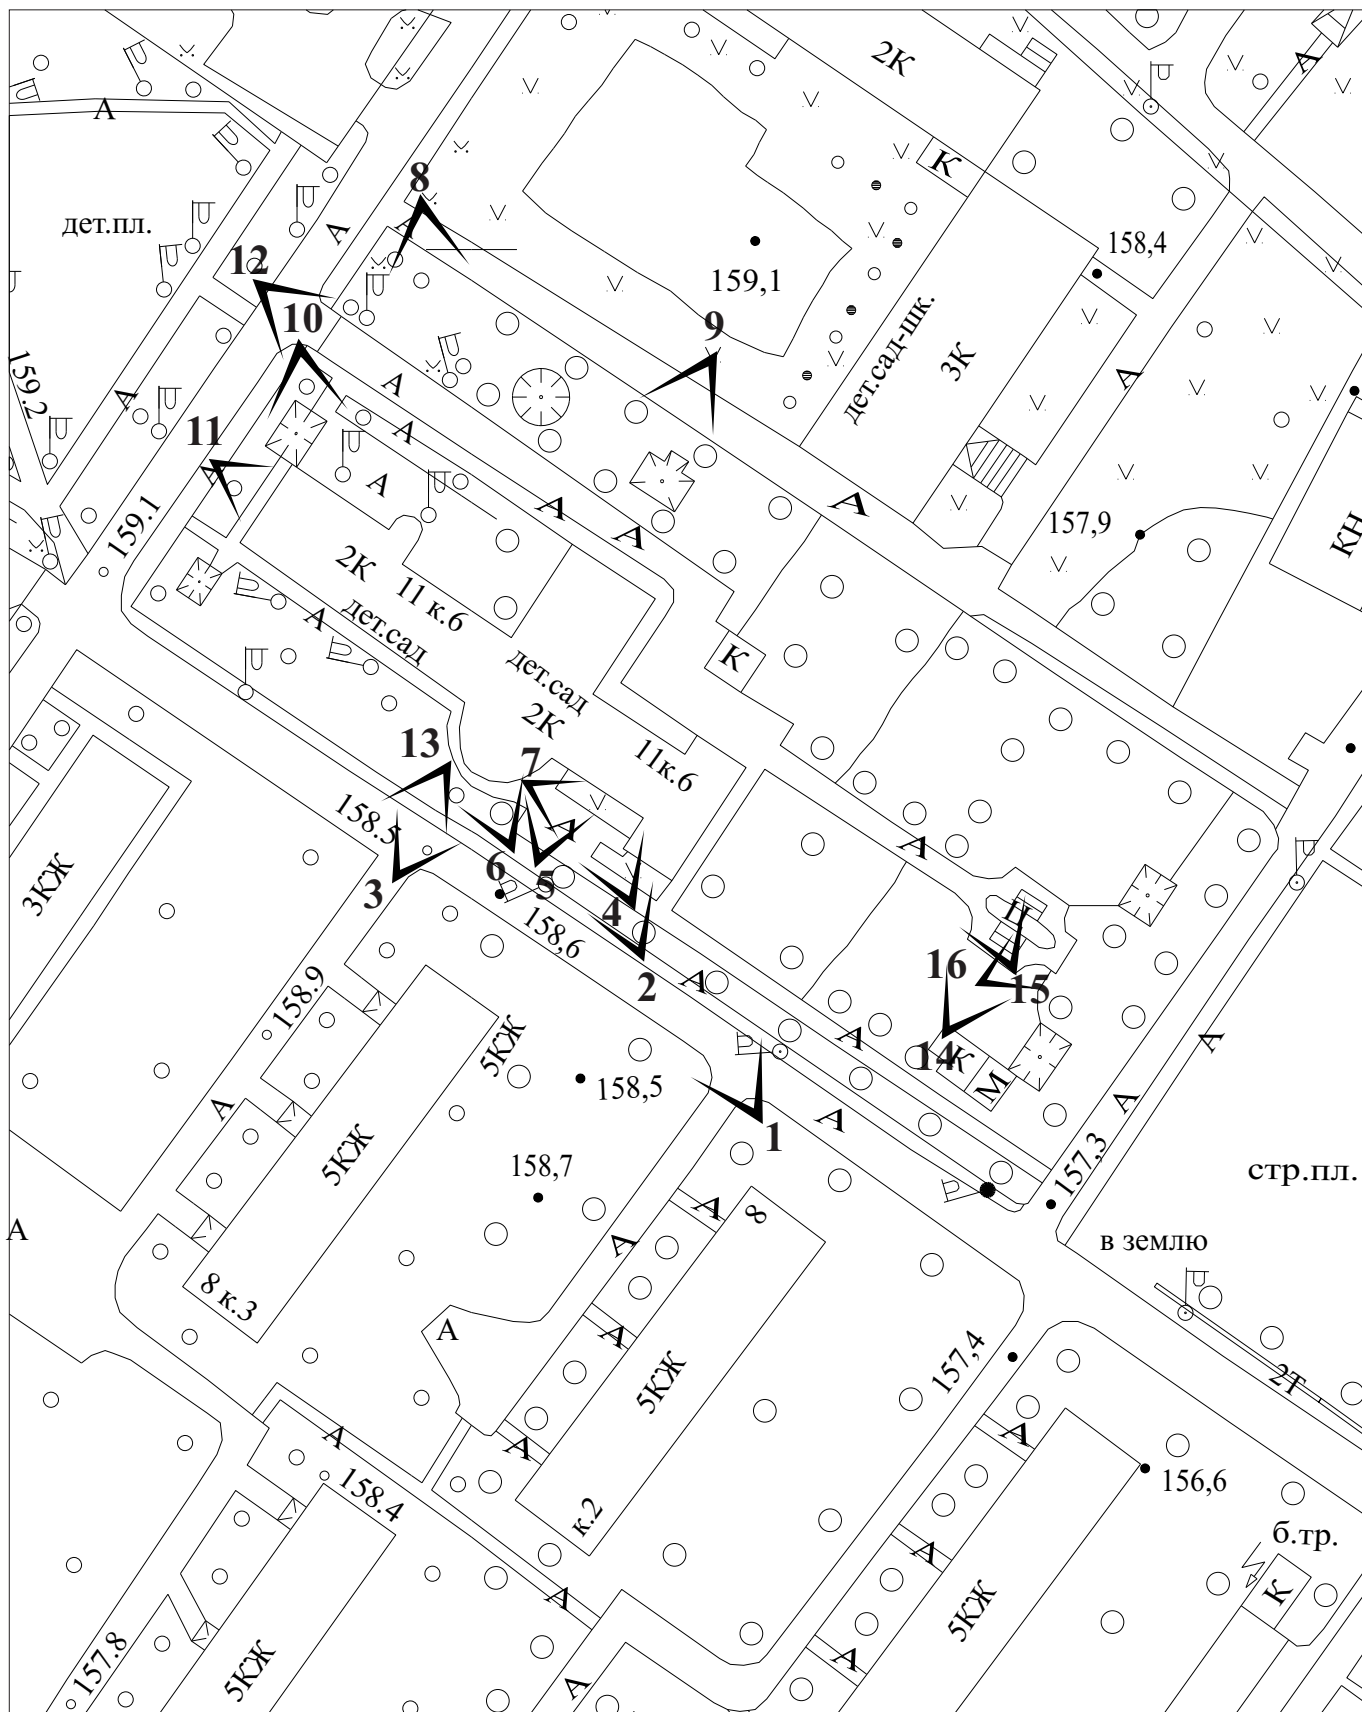 2К
А
А
К
8
А
А
дет.пл.
158,4
12
159,1
10
9
дет.сад-шк.
3К
159.2
А
А
А
А
11
А
А
А
А
А
А
157,9
КН
159.1
2К
11 к.6
дет.сад
А
дет.сад
2К
К
11к.6
13
7
158.5
А
А
6
5
3
4
3КЖ
158,6
2
П
16
15
А
158.9
5КЖ
А
14
К
М
А
158,5
А
А
1
А
5КЖ
158,7
157,3
стр.пл.
А
8
А
А
в землю
8 к.3
А
А
157,4
5КЖ
2Т
А
А
А
158.4
156,6
к.2
б.тр.
А
К
А
5КЖ
157.8
5КЖ
А
А